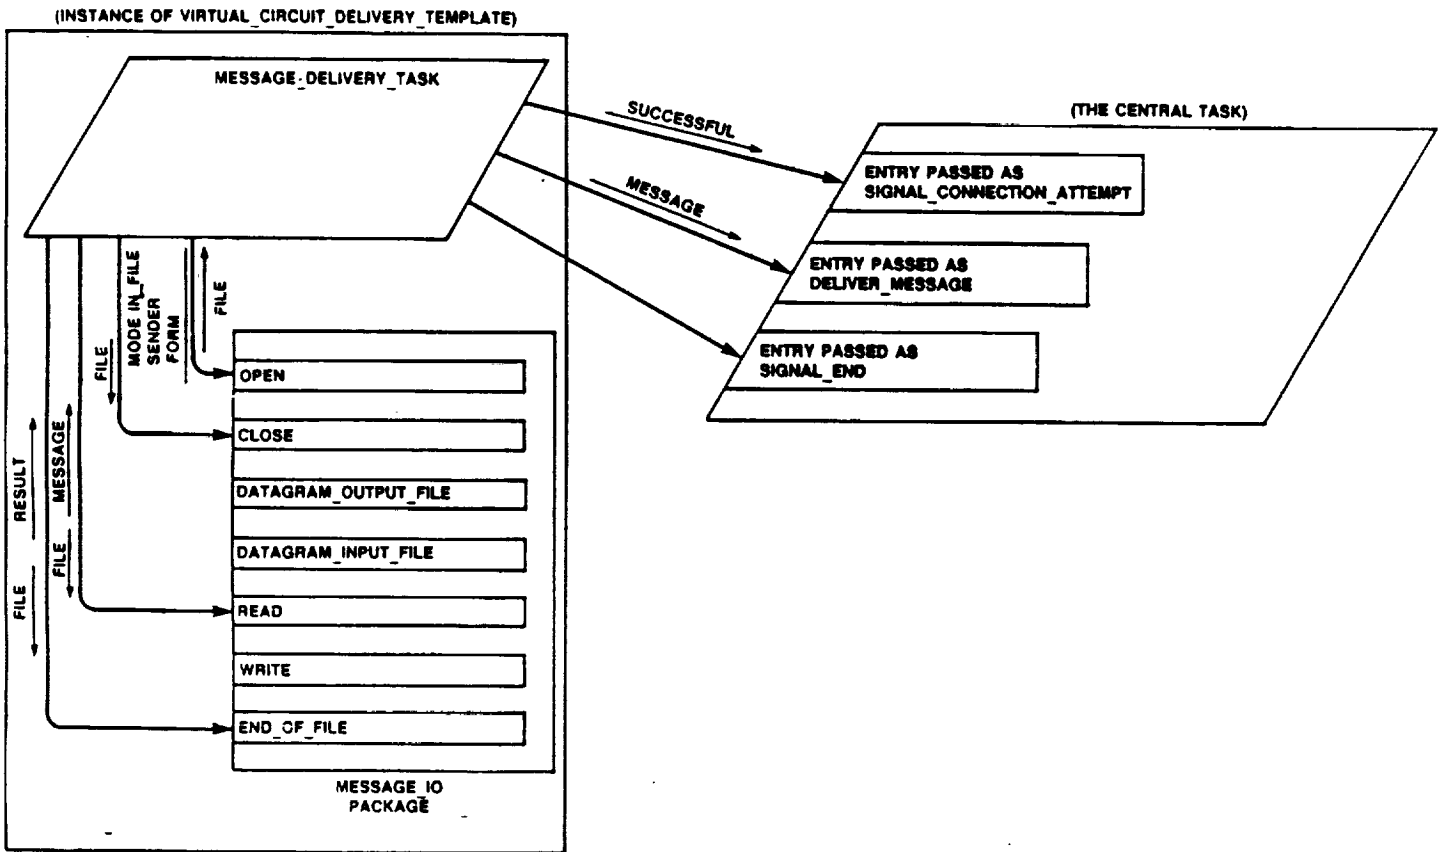 (INSTANCE OF VIRTUAL_CIRCUIT_DELIVERY_TEMPLATE)
MESSAGE_DELIVERY_TASK
SUCCESSFUL
MESSAGE
(THE CENTRAL TASK)
ENTRY PASSED AS
SIGNAL_CONNECTION_ATTEMPT
ENTRY PASSED AS
DELIVER_MESSAGE
ENTRY PASSED AS
SIGNAL_END
RESULT
FILE
MESSAGE
FILE
FILE
MODE IN_FILE
SENDER
FORM
FILE
OPEN
CLOSE
DATAGRAM_OUTPUT_FILE
DATAGRAM_INPUT_FILE
READ
WRITE
END_OF_FILE
MESSAGE_IO
PACKAGE